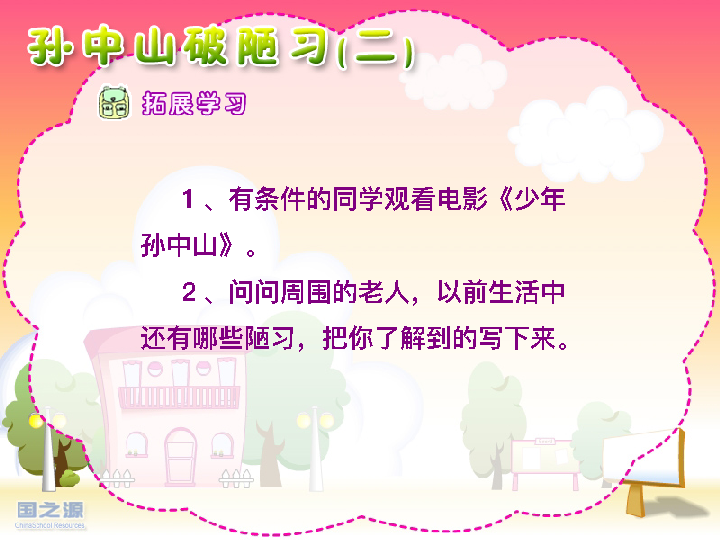 孙中山破陋习(二)
拓展学习
1、有条件的同学观看电影《少年
孙中山》。
2、问问周围的老人，以前生活中
还有哪些陋习，把你了解到的写下来。
国之源
ChinaSchool Resources